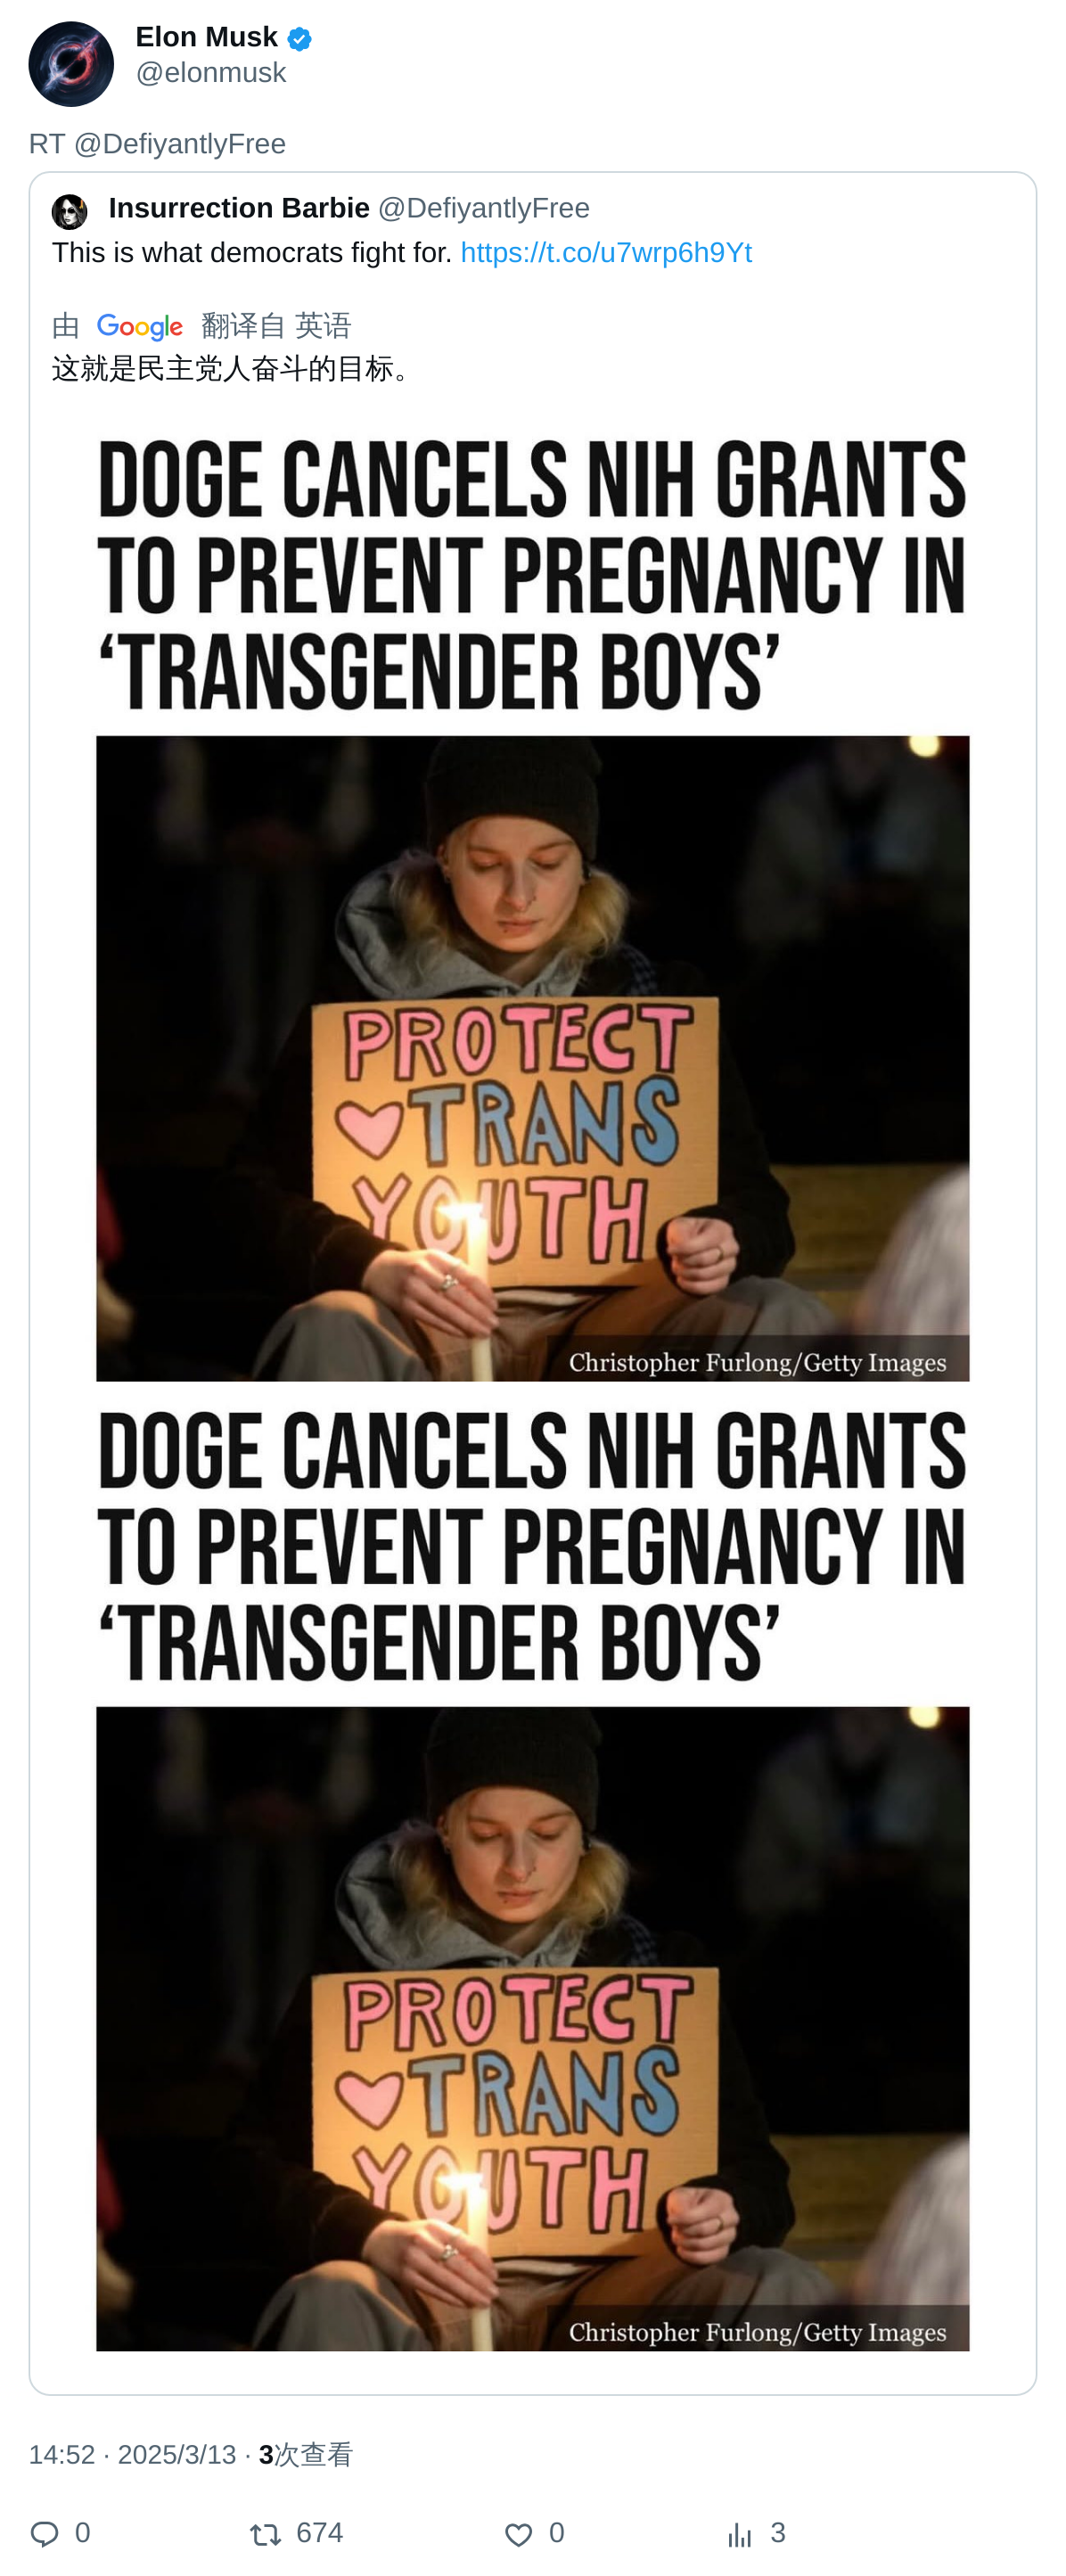 Elon Musk
@elonmusk
RT @DefiyantlyFree
Insurrection Barbie @DefiyantlyFree
This is what democrats fight for. https://t.co/u7wrp6h9Yt
由 Google 翻译自 英语
这就是民主党人奋斗的目标。
DOGE CANCELS NIH GRANTS
TO PREVENT PREGNANCY IN
‘TRANSGENDER BOYS’
PROTECT
TRANS
YOUTH
Christopher Furlong/Getty Images
DOGE CANCELS NIH GRANTS
TO PREVENT PREGNANCY IN
‘TRANSGENDER BOYS’
PROTECT
TRANS
YOUTH
Christopher Furlong/Getty Images
14:52 · 2025/3/13 · 3次查看
0 674 0 3